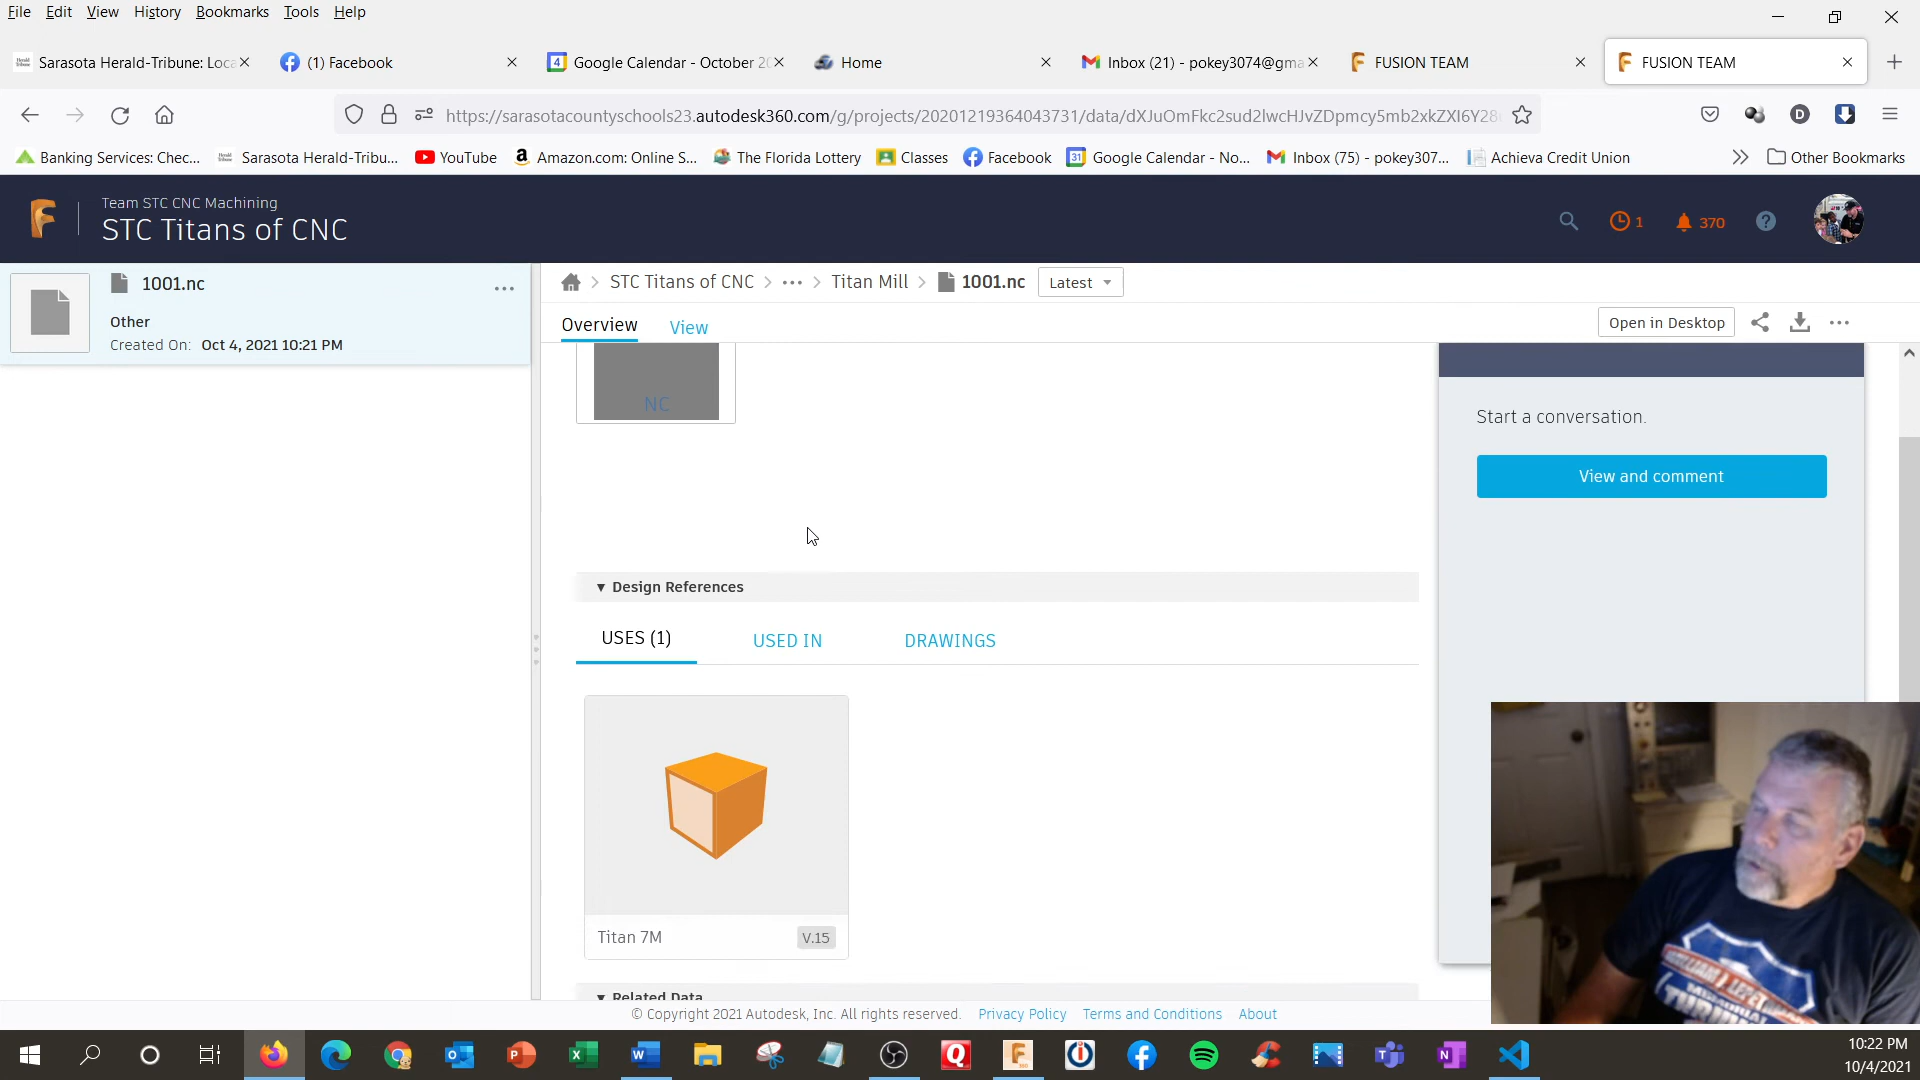 File Edit View History Bookmarks Tools Help
Sarasota Herald-Tribune: Loca
(1) Facebook
Google Calendar - October 20
Home
Inbox (21) - pokey3074@gma
FUSION TEAM
FUSION TEAM
https://sarasotacountyschools23.autodesk360.com/g/projects/20201219364043731/data/dXJuOmFkc2sud2lwcHJvZDpmcy5mb2xkZXI6Y28
Banking Services: Chec...
Sarasota Herald-Tribu...
YouTube
Amazon.com: Online S...
The Florida Lottery
Classes
Facebook
Google Calendar - No...
Inbox (75) - pokey307...
Achieva Credit Union
Other Bookmarks
Team STC CNC Machining
STC Titans of CNC
1
370
1001.nc
Other
Created On: Oct 4, 2021 10:21 PM
STC Titans of CNC
Titan Mill
1001.nc
Latest
Overview
View
Open in Desktop
NC
Start a conversation.
View and comment
Design References
USES (1)
USED IN
DRAWINGS
Titan 7M
V.15
Related Data
© Copyright 2021 Autodesk, Inc. All rights reserved. Privacy Policy Terms and Conditions About
10:22 PM
10/4/2021